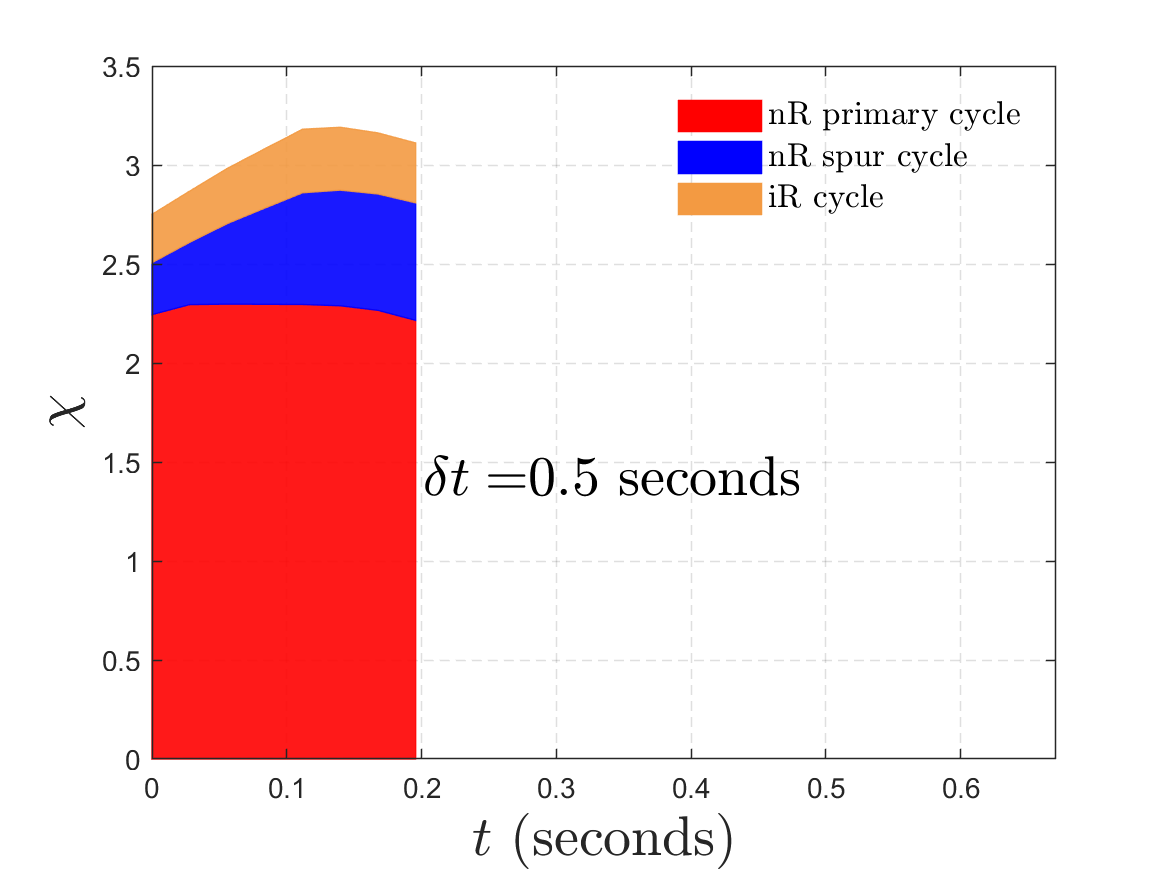 3.5
3
2.5
2
1.5
1
0.5
0
χ
nR primary cycle
nR spur cycle
iR cycle
δt =0.5 seconds
0 0.1 0.2 0.3 0.4 0.5 0.6
t (seconds)